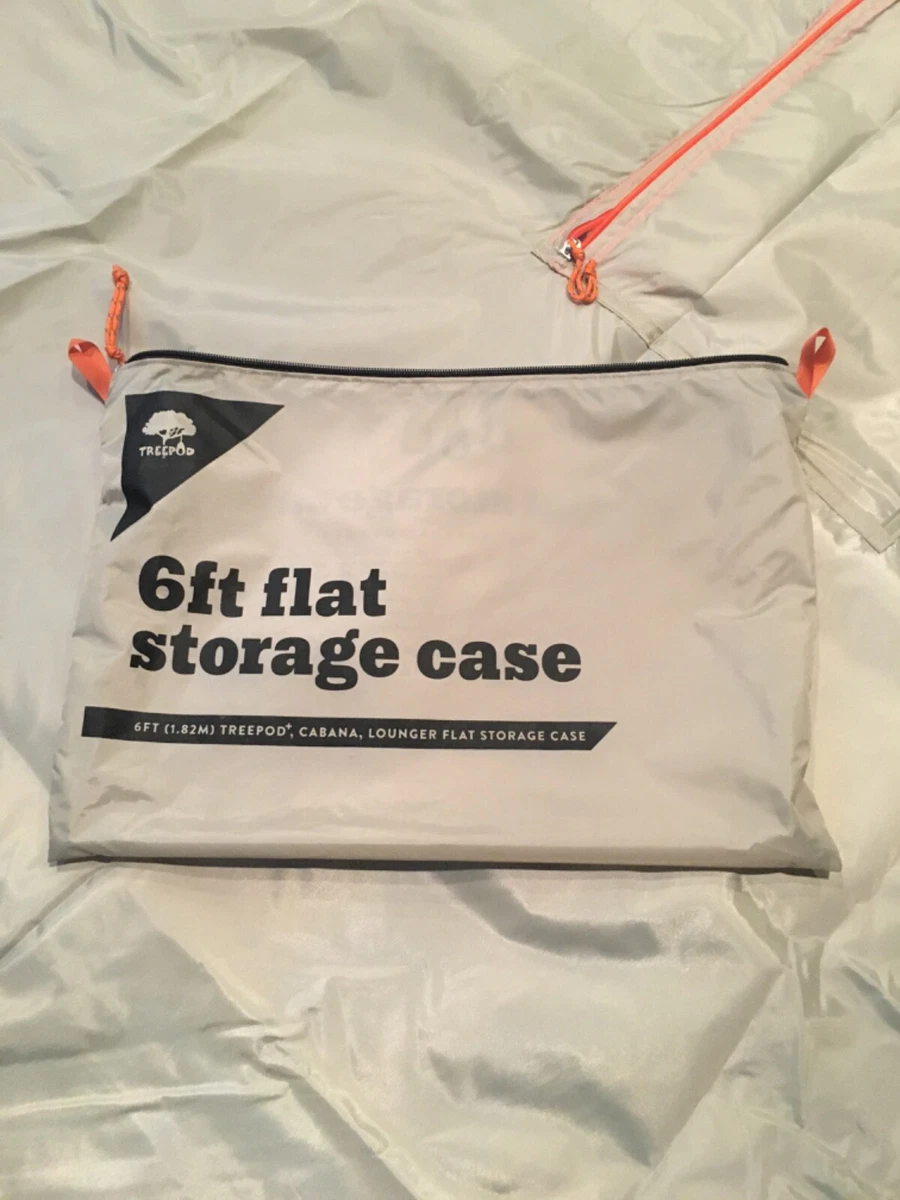 TREEPOD
6ft flat
storage case
6FT (1.82M) TREEPOD+, CABANA, LOUNGER FLAT STORAGE CASE